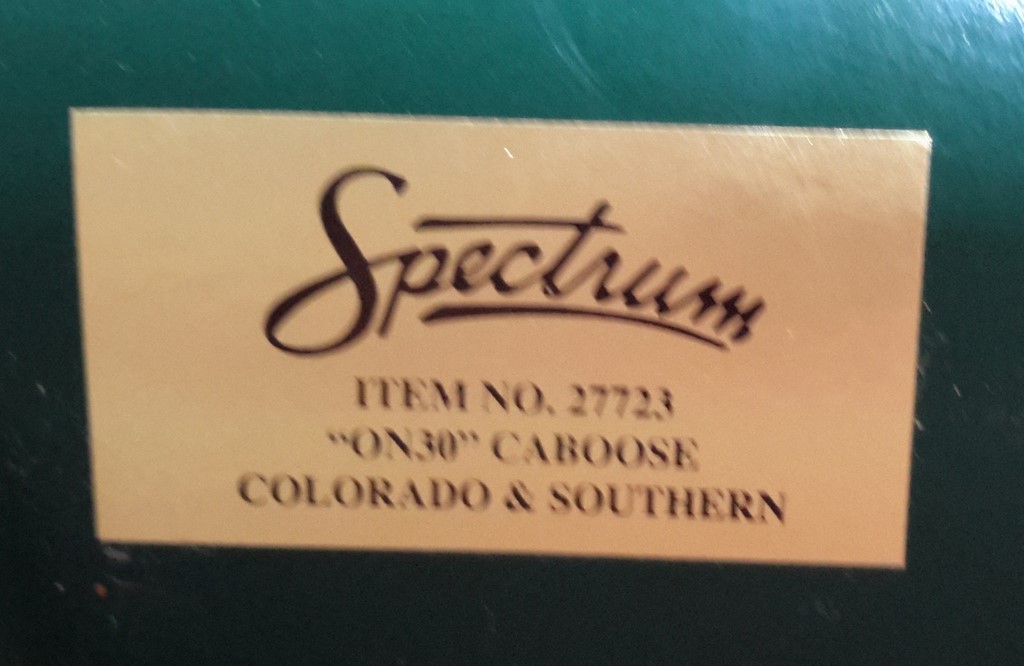 Spectrum
ITEM NO. 27723
“ON30” CABOOSE
COLORADO & SOUTHERN